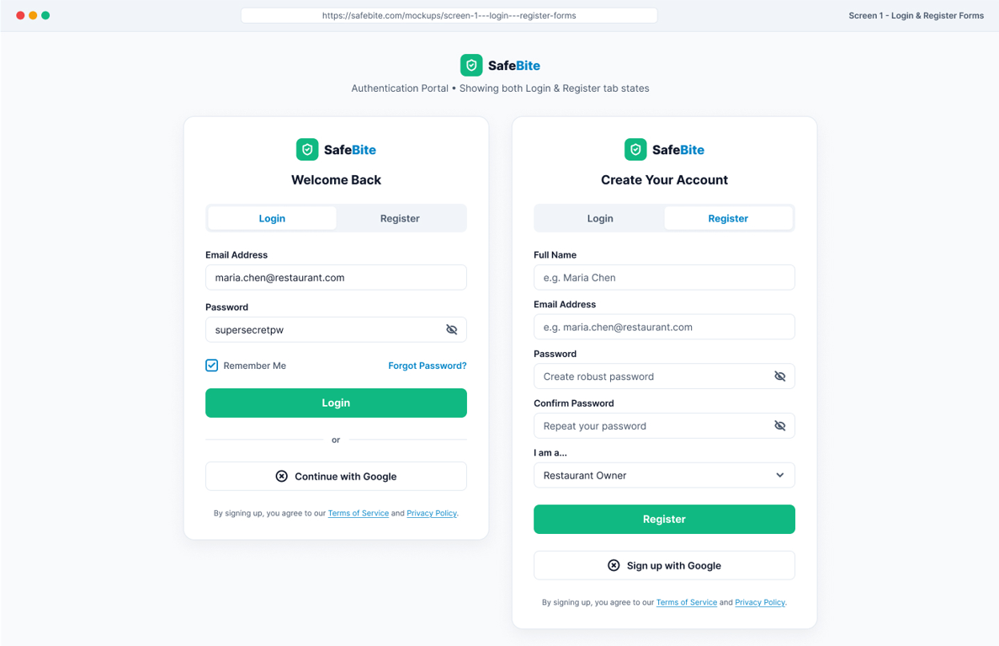 https://safebite.com/mockups/screen-1---login---register-forms
Screen 1 - Login & Register Forms
SafeBite
Authentication Portal • Showing both Login & Register tab states
SafeBite
Welcome Back
Login
Register
Email Address
maria.chen@restaurant.com
Password
supersecretpw
Remember Me
Forgot Password?
Login
or
Continue with Google
By signing up, you agree to our Terms of Service and Privacy Policy.
SafeBite
Create Your Account
Login
Register
Full Name
e.g. Maria Chen
Email Address
e.g. maria.chen@restaurant.com
Password
Create robust password
Confirm Password
Repeat your password
I am a...
Restaurant Owner
Register
Sign up with Google
By signing up, you agree to our Terms of Service and Privacy Policy.